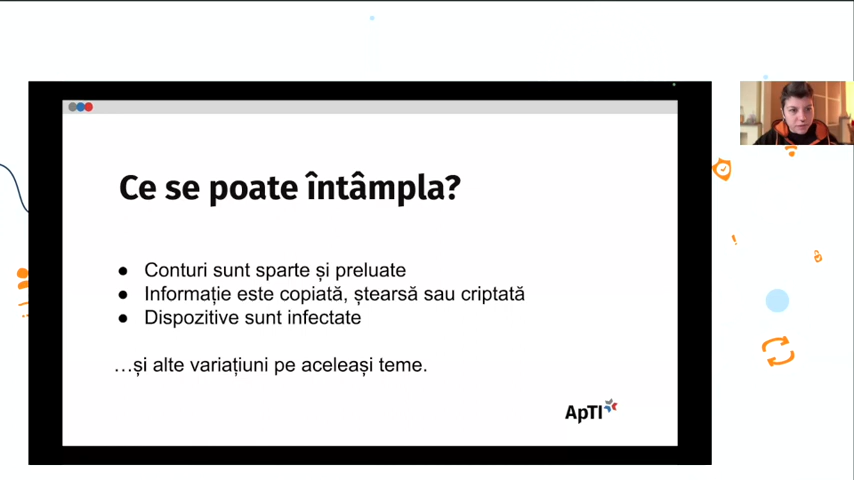 Ce se poate întâmpla?
● Conturi sunt sparte și preluate
● Informație este copiată, ștearsă sau criptată
● Dispozitive sunt infectate
…și alte variațiuni pe aceleași teme.
ApTI